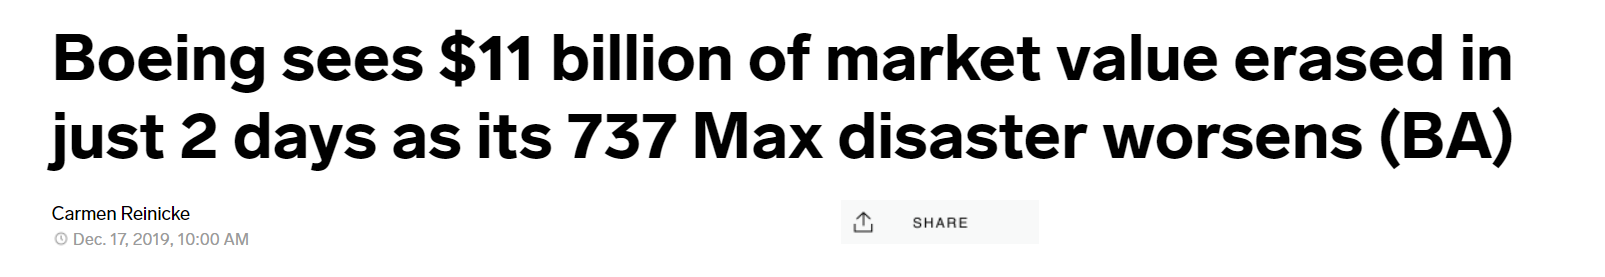 Boeing sees $11 billion of market value erased in
just 2 days as its 737 Max disaster worsens (BA)
Carmen Reinicke
SHARE
Dec. 17, 2019, 10:00 AM